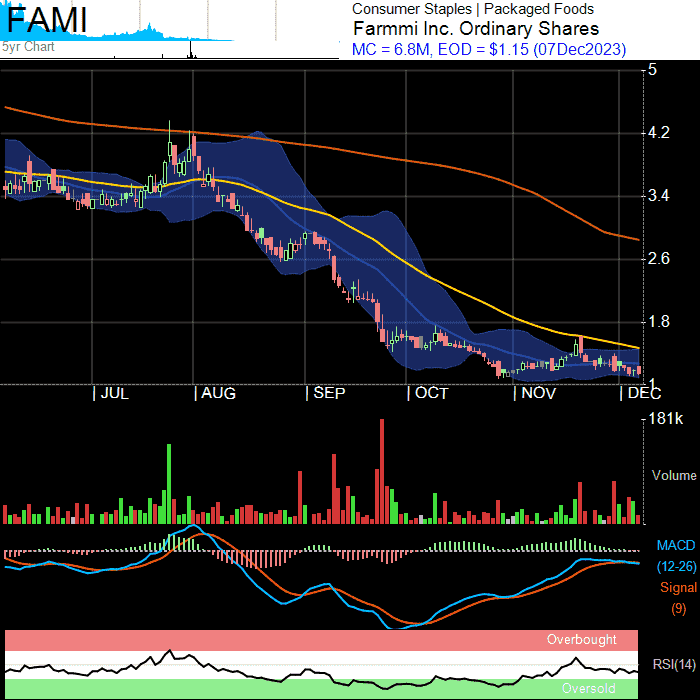 FAMI
5yr Chart
Consumer Staples | Packaged Foods
Farmmi Inc. Ordinary Shares
MC = 6.8M, EOD = $1.15 (07Dec2023)
5
4.2
3.4
2.6
1.8
1
| JUL | AUG | SEP | OCT | NOV | DEC
181k
Volume
MACD
(12-26)
Signal
(9)
Overbought
RSI(14)
Oversold